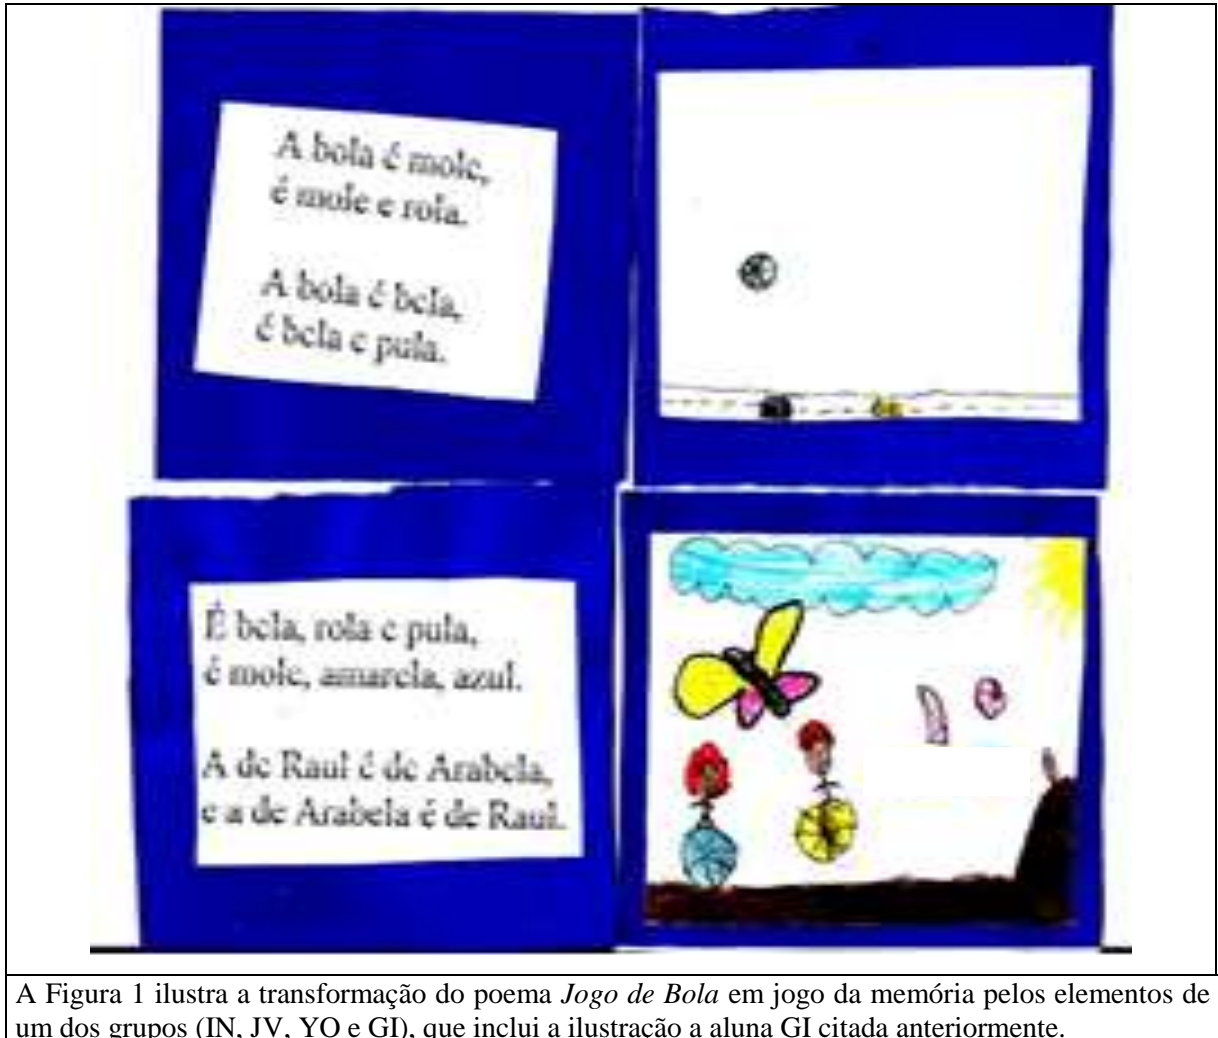 A bola é mole,
é mole e rola.
A bola é bela,
é bela e pula.
É bela, rola e pula,
é mole, amarela, azul.
A de Raul é de Arabela,
e a de Arabela é de Raul.
A Figura 1 ilustra a transformação do poema Jogo de Bola em jogo da memória pelos elementos de
um dos grupos (IN, JV, YO e GI), que inclui a ilustração a aluna GI citada anteriormente.